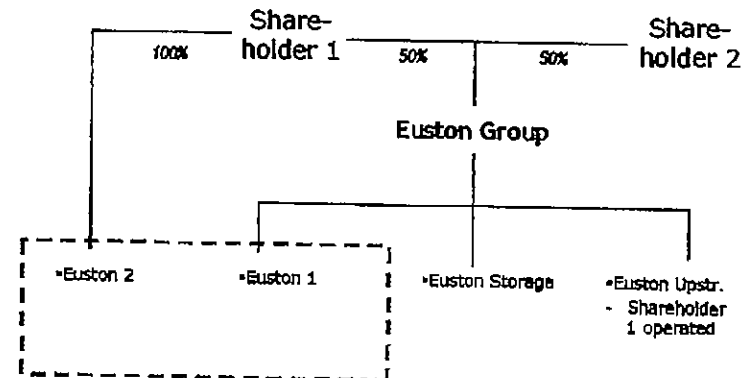 Share-
holder 1
Share-
holder 2
100%
50%
50%
Euston Group
•Euston 2
•Euston 1
•Euston Storage
•Euston Upstr.
- Shareholder
1 operated